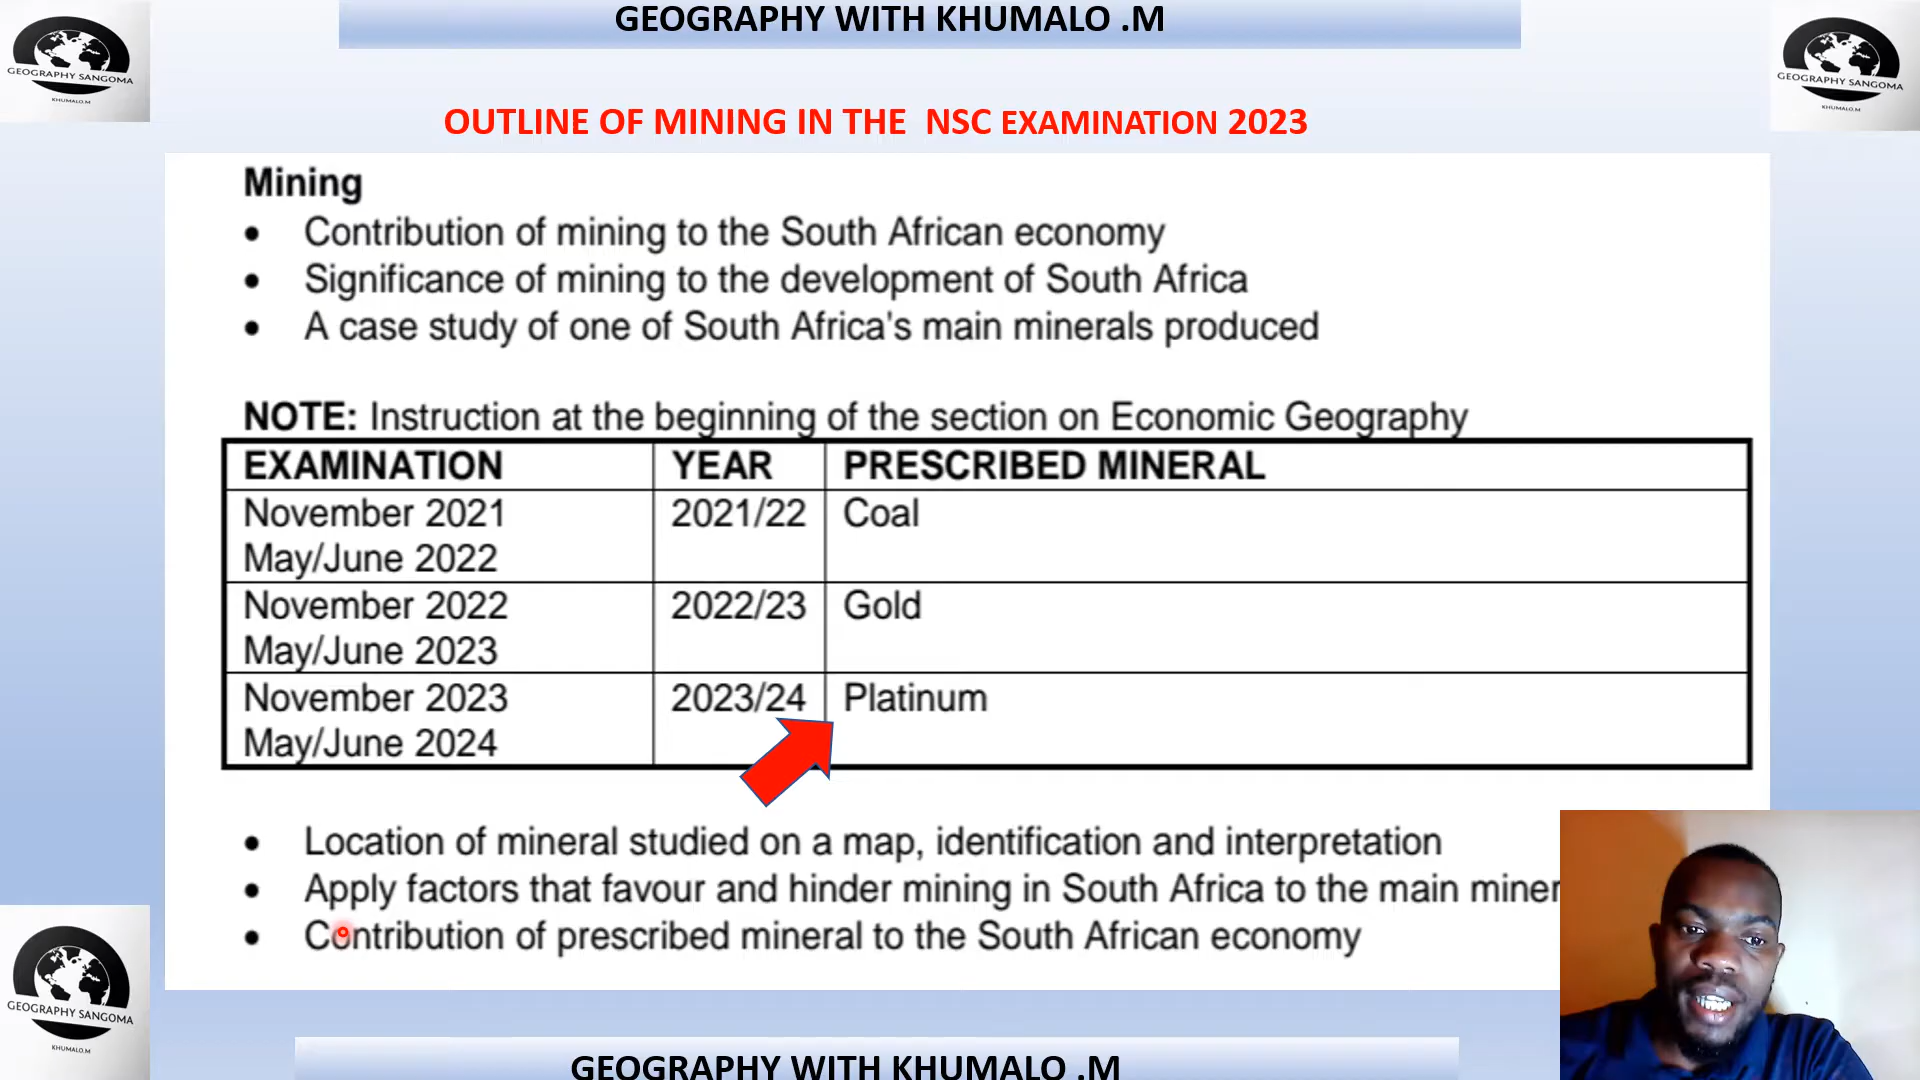 GEOGRAPHY WITH KHUMALO .M
GEOGRAPHY SANGOMA
KHUMALO.M
GEOGRAPHY SANGOMA
KHUMALO.M
OUTLINE OF MINING IN THE NSC EXAMINATION 2023
Mining
• Contribution of mining to the South African economy
• Significance of mining to the development of South Africa
• A case study of one of South Africa's main minerals produced
NOTE: Instruction at the beginning of the section on Economic Geography
EXAMINATION YEAR PRESCRIBED MINERAL
November 2021 2021/22 Coal
May/June 2022
November 2022 2022/23 Gold
May/June 2023
November 2023 2023/24 Platinum
May/June 2024
• Location of mineral studied on a map, identification and interpretation
• Apply factors that favour and hinder mining in South Africa to the main miner
• Contribution of prescribed mineral to the South African economy
GEOGRAPHY SANGOMA
KHUMALO.M
GEOGRAPHY WITH KHUMALO .M